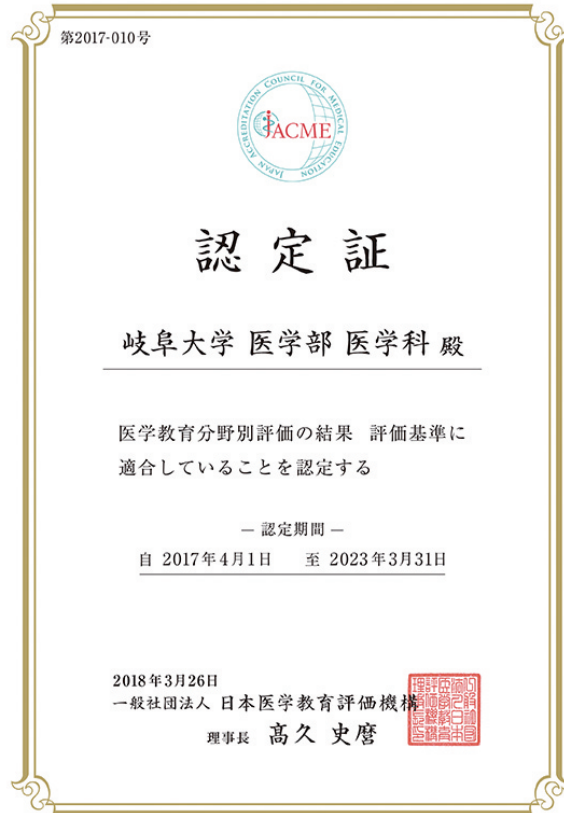 第2017-010号
JAPAN ACCREDITATION COUNCIL FOR MEDICAL EDUCATION
JACME
認定証
岐阜大学 医学部 医学科 殿
医学教育分野別評価の結果 評価基準に
適合していることを認定する
― 認定期間 ―
自 2017年4月1日 至 2023年3月31日
2018年3月26日
一般社団法人 日本医学教育評価機構
理事長 髙久 史麿